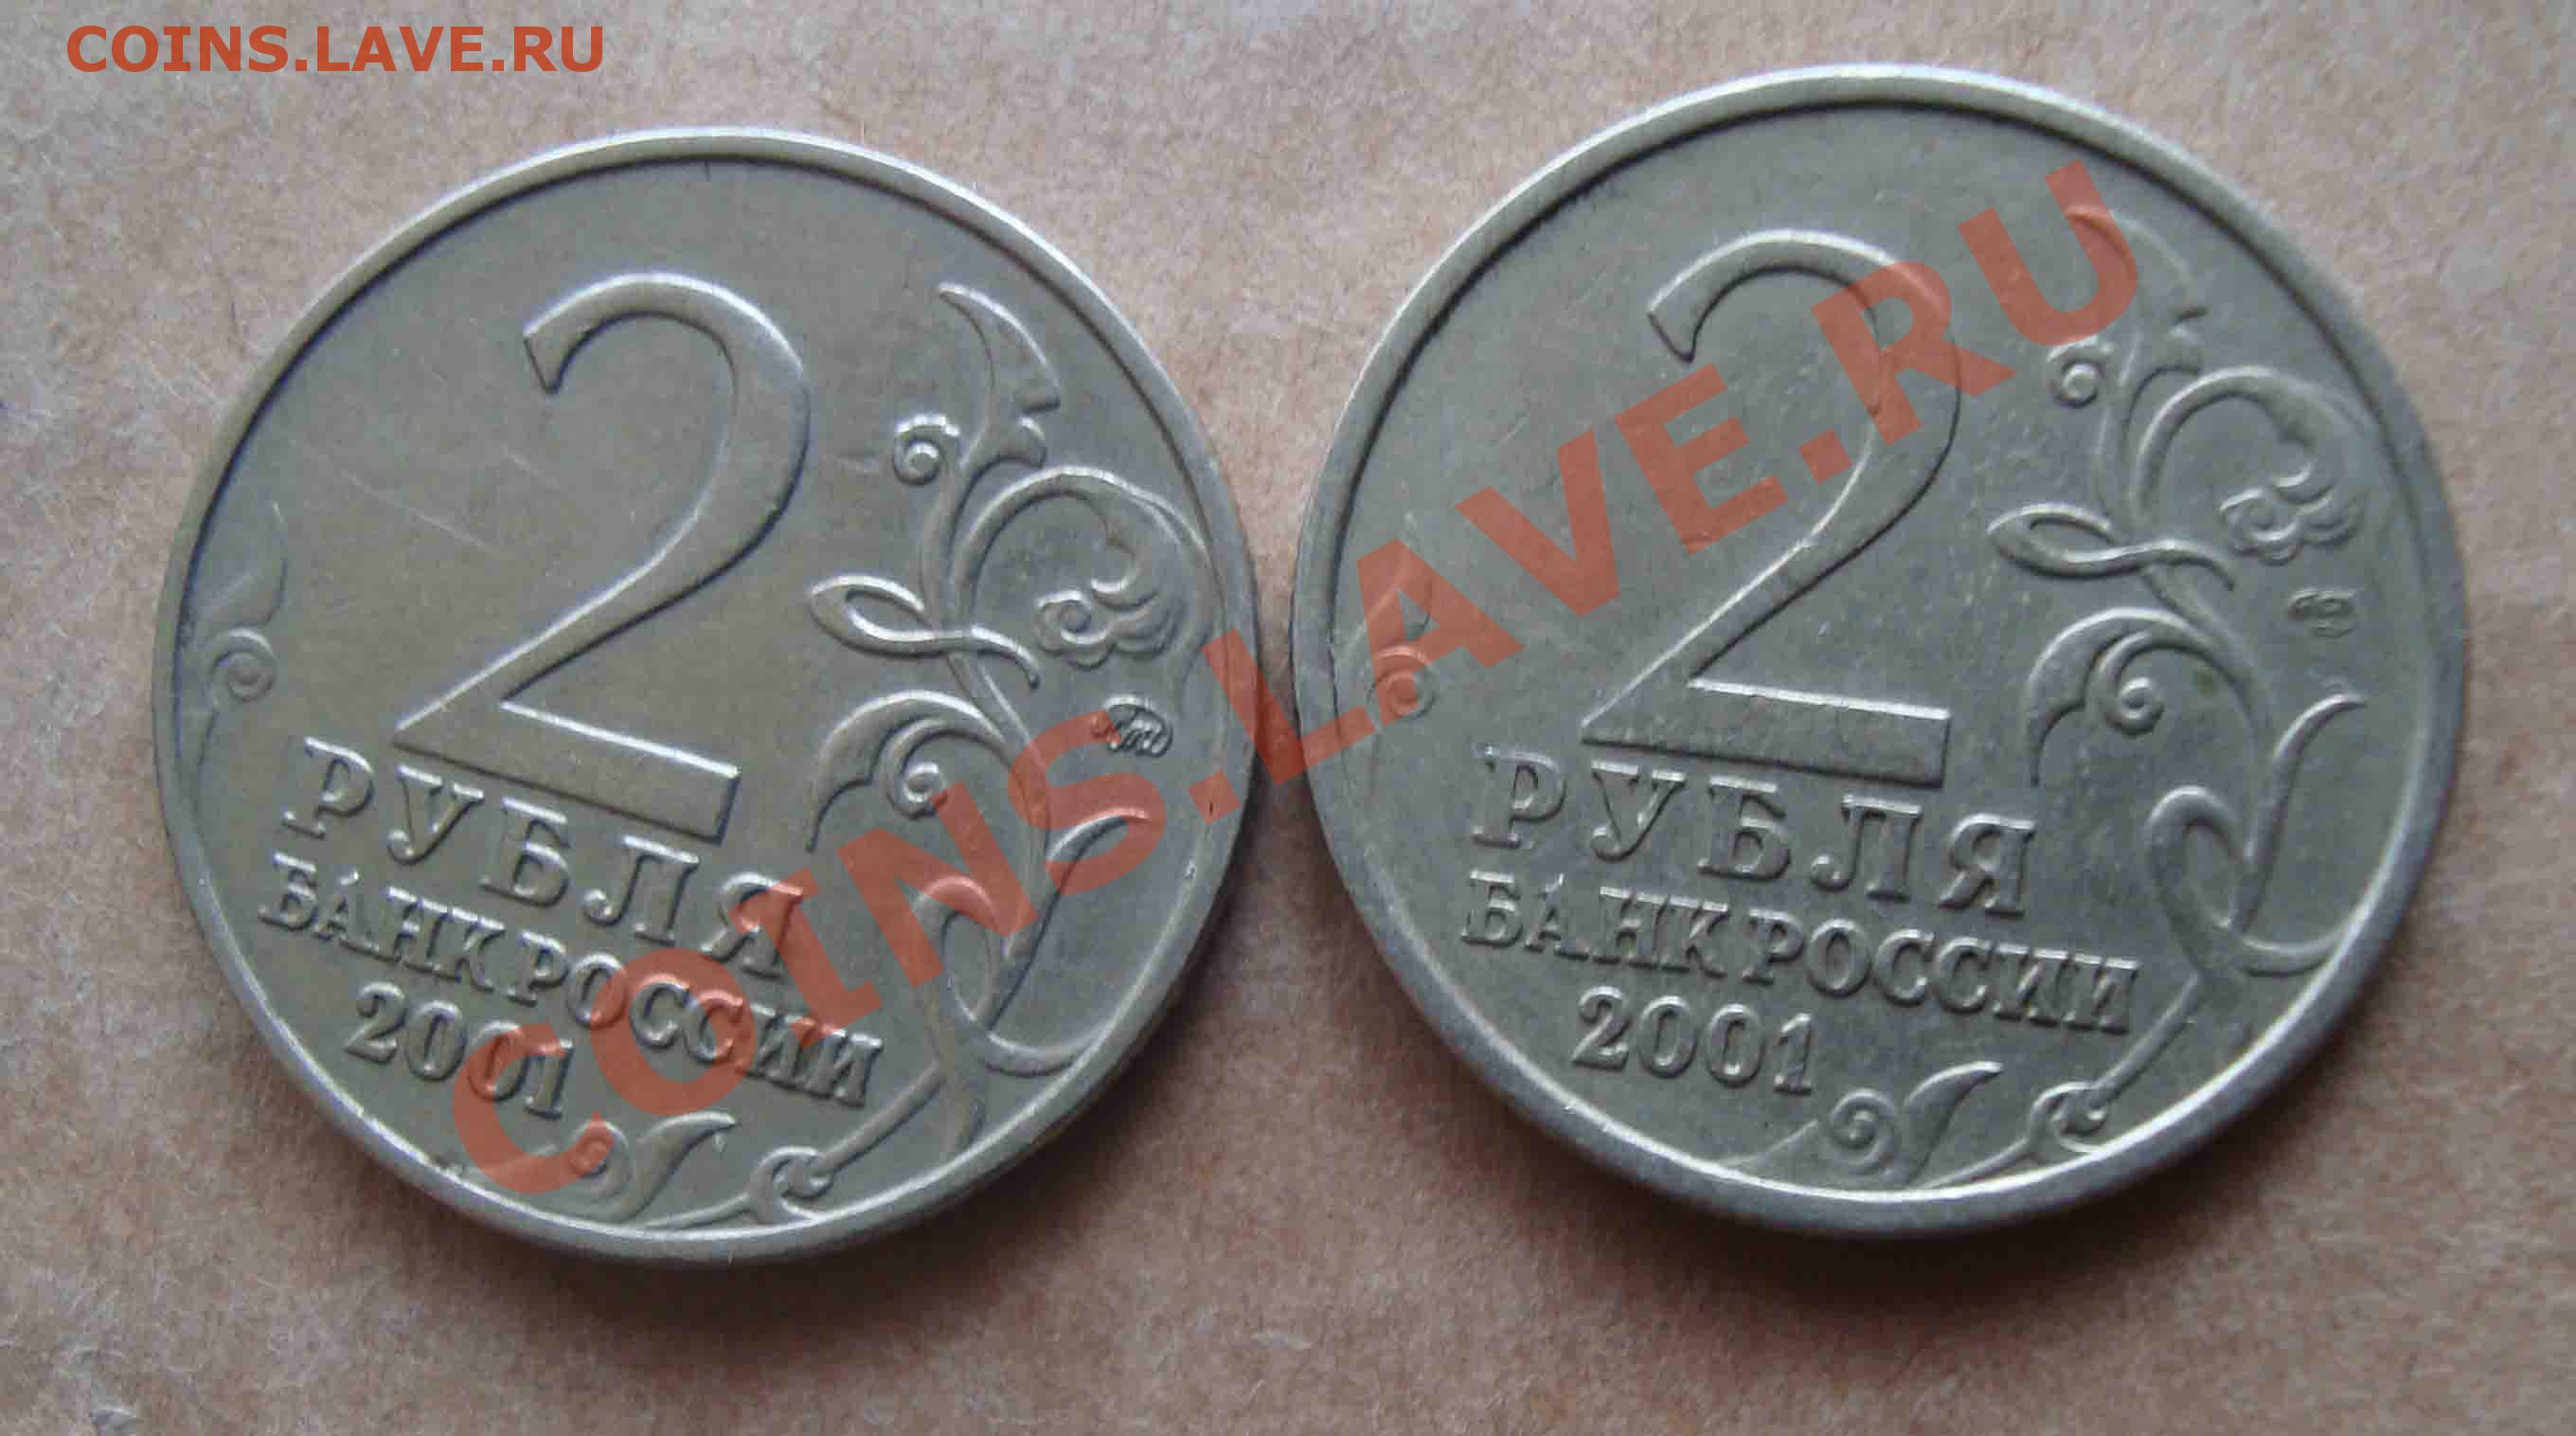 COINS.LAVE.RU
2
РУБЛЯ
БАНК РОССИИ
2001
2
РУБЛЯ
БАНК РОССИИ
2001
COINS.LAVE.RU